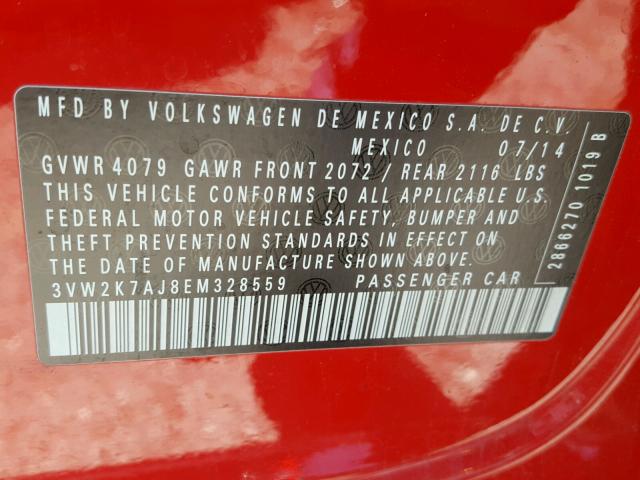 MFD BY VOLKSWAGEN DE MEXICO S.A. DE C.V.
MEXICO 07/14
GVWR 4079 GAWR FRONT 2072 / REAR 2116 LBS
THIS VEHICLE CONFORMS TO ALL APPLICABLE U.S.
FEDERAL MOTOR VEHICLE SAFETY, BUMPER AND
THEFT PREVENTION STANDARDS IN EFFECT ON
THE DATE OF MANUFACTURE SHOWN ABOVE.
3VW2K7AJ8EM328559 PASSENGER CAR
2866270 1019 B